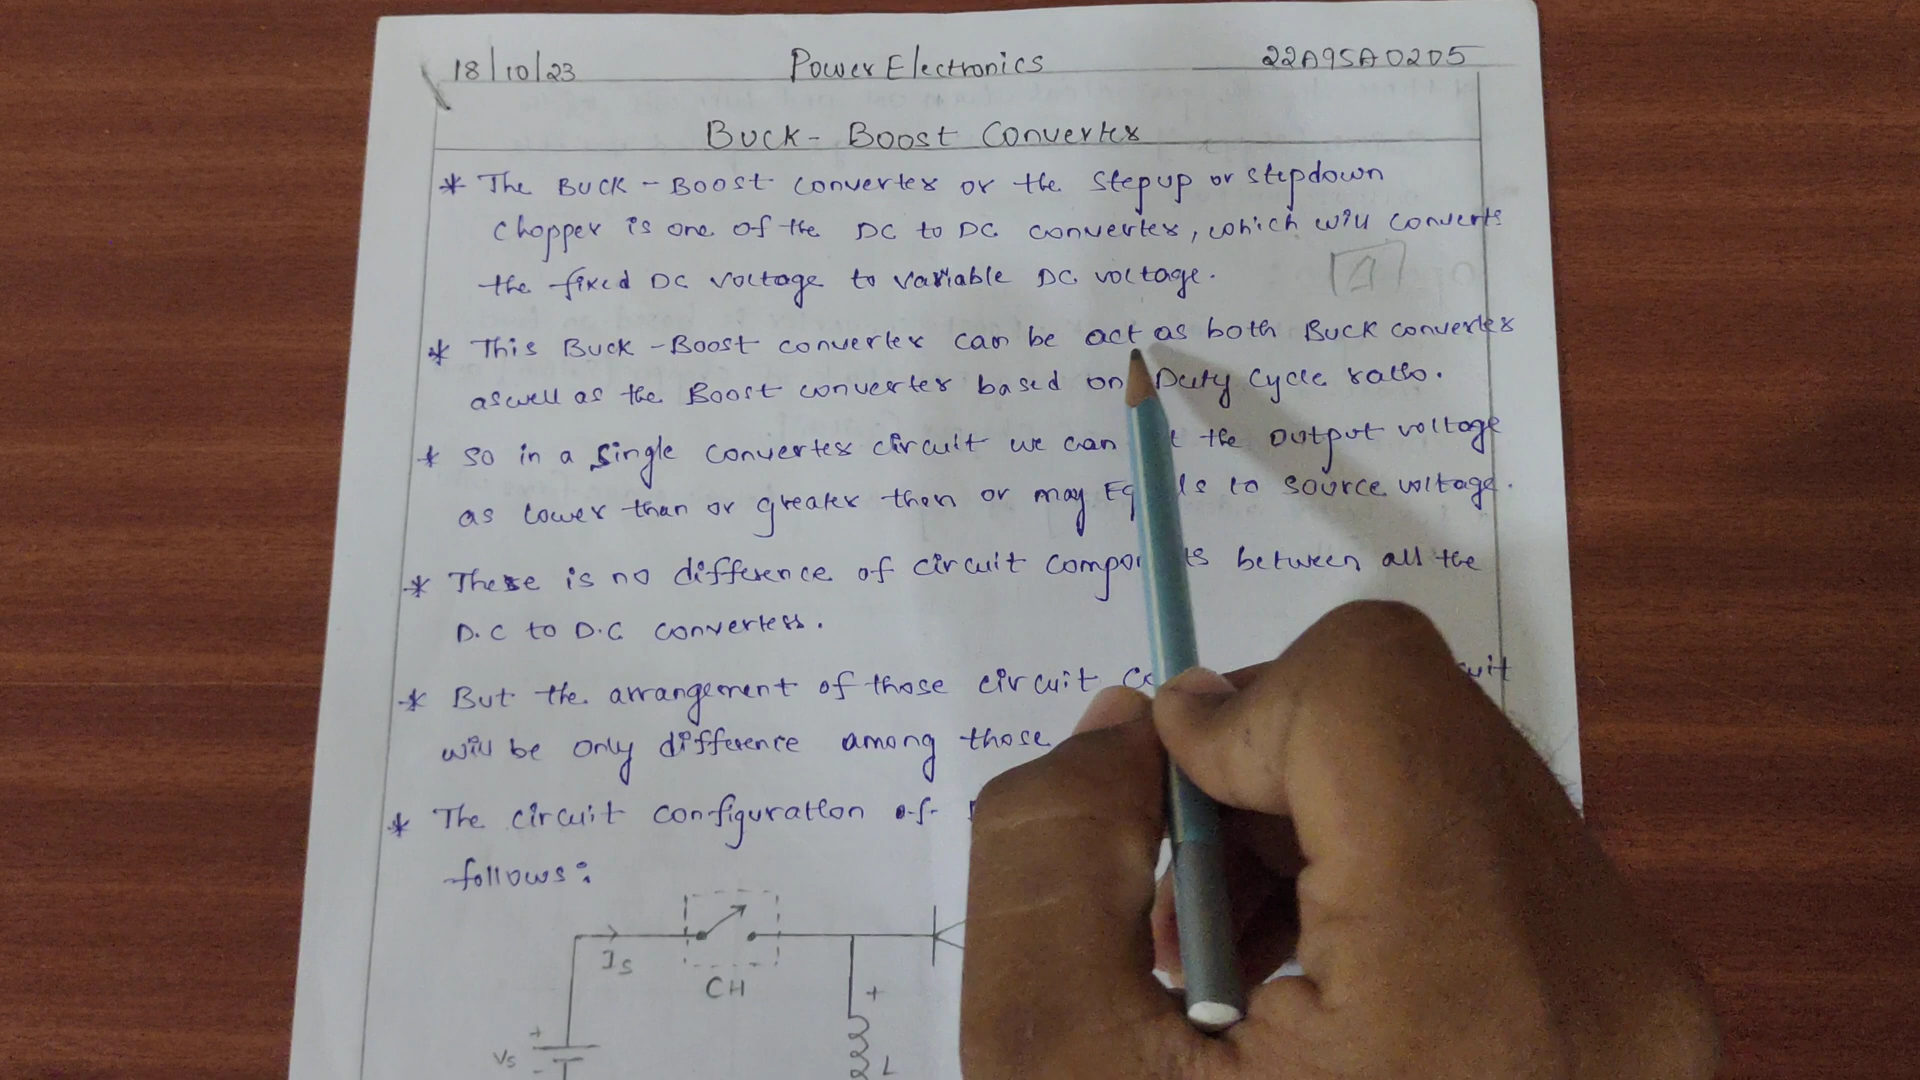 18/10/23 Power Electronics 22A95A0205
Buck-Boost Converter
* The Buck-Boost converter or the Stepup or stepdown
chopper is one of the DC to DC converter, which will converts
the fixed DC voltage to variable DC voltage.
[1]
* This Buck-Boost converter can be act as both Buck converter
aswell as the Boost converter based on Duty Cycle ratio.
* So in a single converter circuit we can the output voltage
as lower than or greater then or may to source voltage.
* There is no difference of circuit between all the
D.C to D.C converters.
* But the arrangement of those circuit
will be only difference among those
* The circuit configuration of
follows:
Is
CH
+
+
Vs
-
L